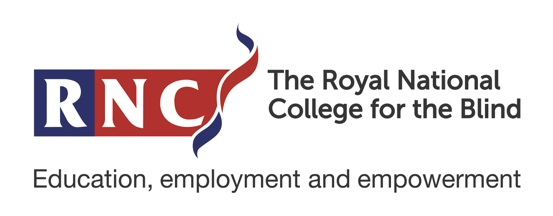 RNC
The Royal National
College for the Blind
Education, employment and empowerment